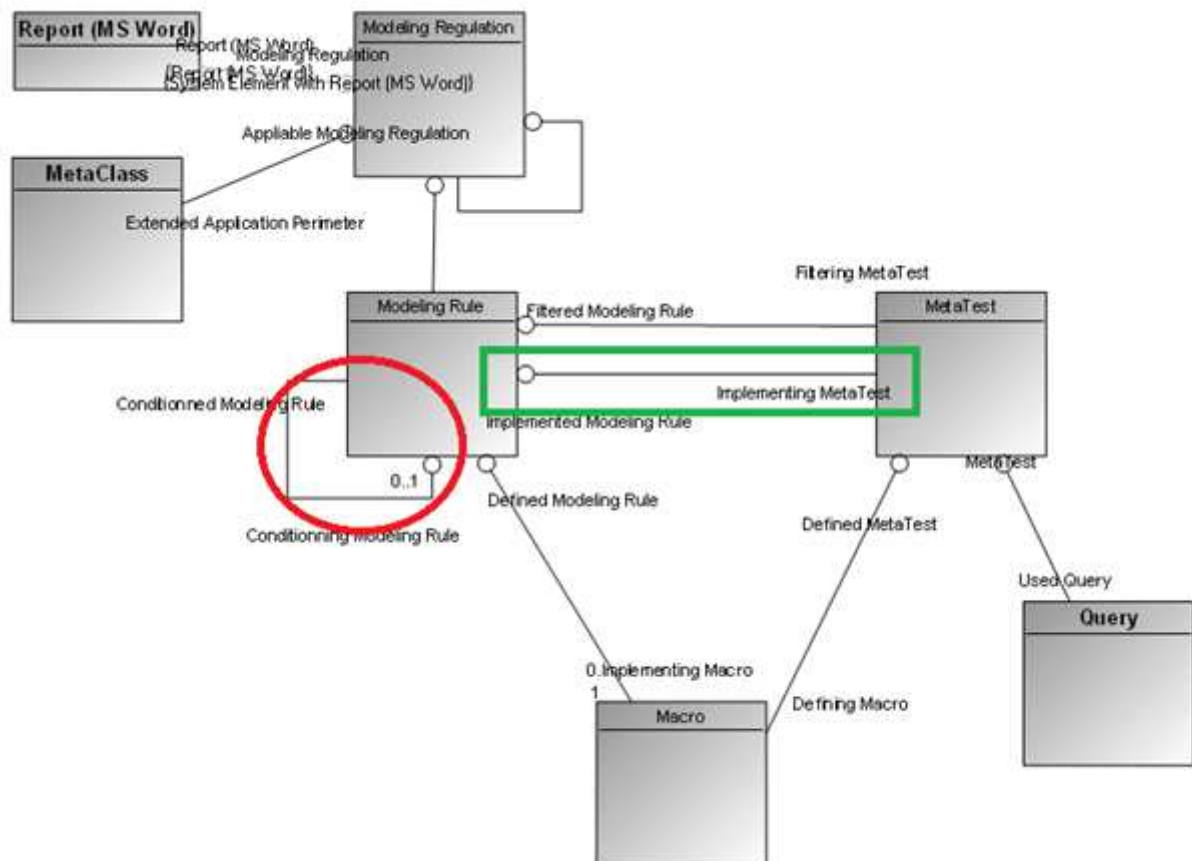 Report (MS Word)
Modeling Regulation
Report (MS Word)
Modeling Regulation
(Report (MS Word))
(System Element with Report (MS Word))
Appliable Modeling Regulation
MetaClass
Extended Application Perimeter
Filtering MetaTest
Modeling Rule
Filtered Modeling Rule
MetaTest
Conditionned Modeling Rule
Implementing MetaTest
Implemented Modeling Rule
0..1
Defined Modeling Rule
MetaTest
Conditionning Modeling Rule
Defined MetaTest
Used Query
Query
0.Implementing Macro
1
Defining Macro
Macro